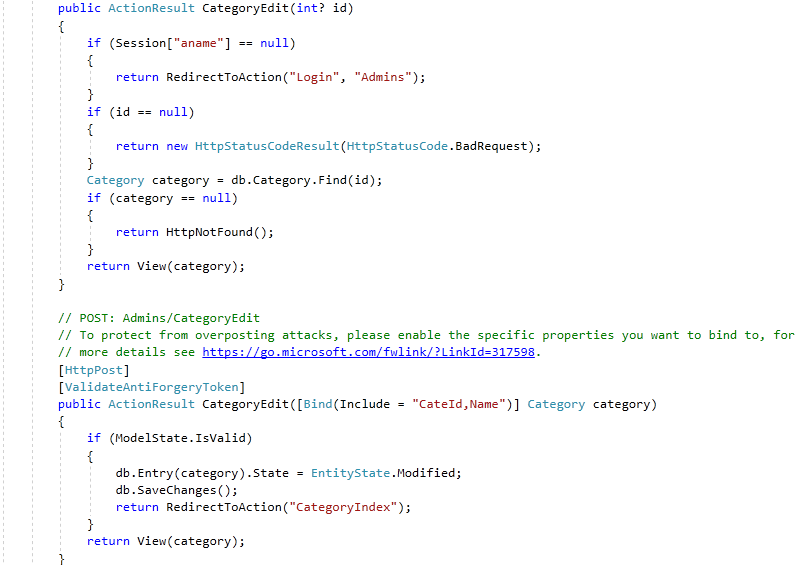 public ActionResult CategoryEdit(int? id)
{
if (Session["aname"] == null)
{
return RedirectToAction("Login", "Admins");
}
if (id == null)
{
return new HttpStatusCodeResult(HttpStatusCode.BadRequest);
}
Category category = db.Category.Find(id);
if (category == null)
{
return HttpNotFound();
}
return View(category);
}
// POST: Admins/CategoryEdit
// To protect from overposting attacks, please enable the specific properties you want to bind to, for
// more details see https://go.microsoft.com/fwlink/?LinkId=317598.
[HttpPost]
[ValidateAntiForgeryToken]
public ActionResult CategoryEdit([Bind(Include = "CateId,Name")] Category category)
{
if (ModelState.IsValid)
{
db.Entry(category).State = EntityState.Modified;
db.SaveChanges();
return RedirectToAction("CategoryIndex");
}
return View(category);
}